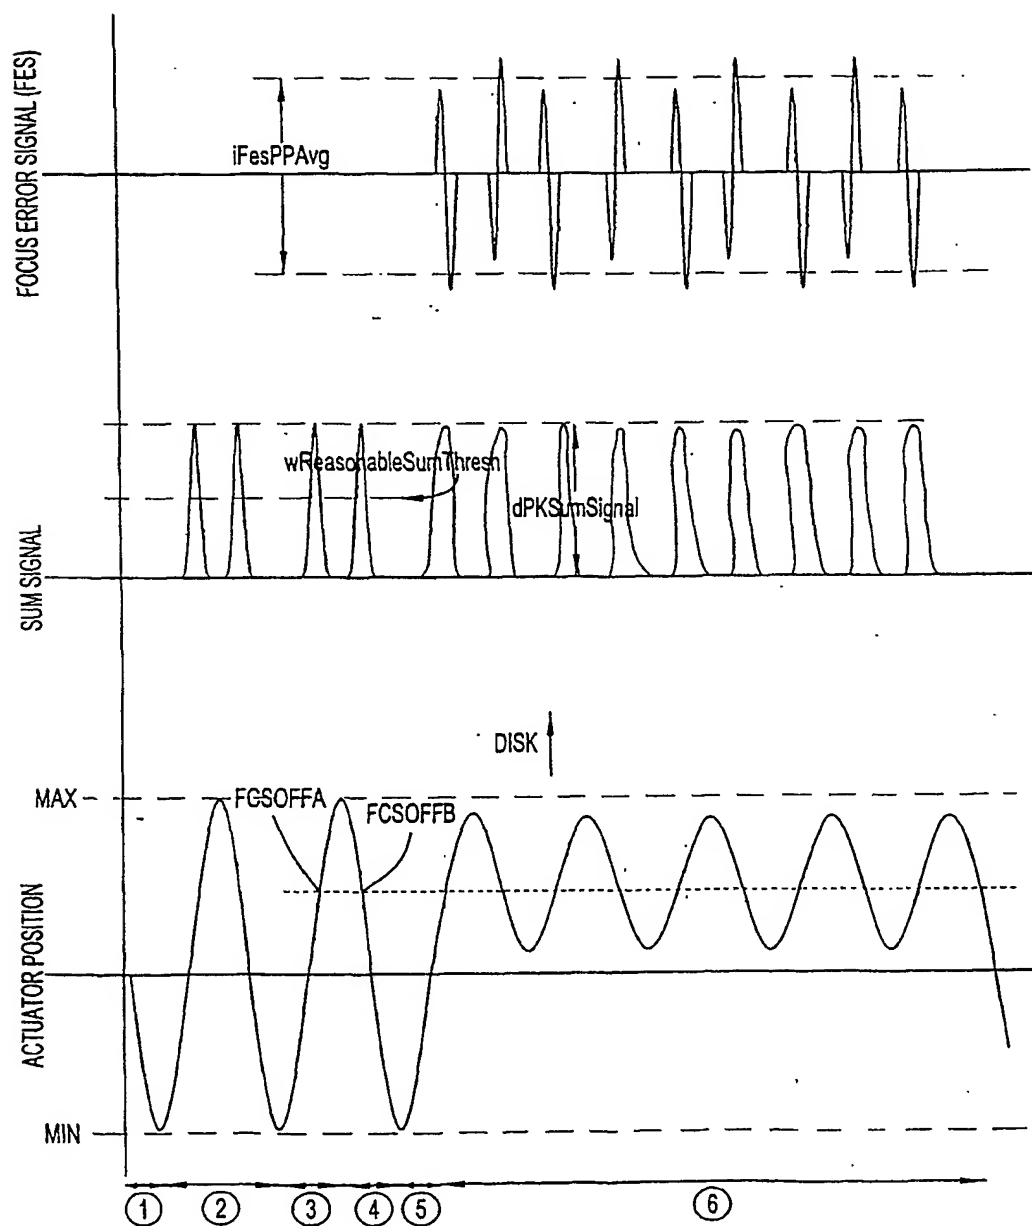 FOCUS ERROR SIGNAL (FES)
iFesPPAvg
SUM SIGNAL
wReasonableSumThresh
dPKSumSignal
DISK
ACTUATOR POSITION
MAX
FCSOFFA
FCSOFFB
MIN
1 2 3 4 5 6